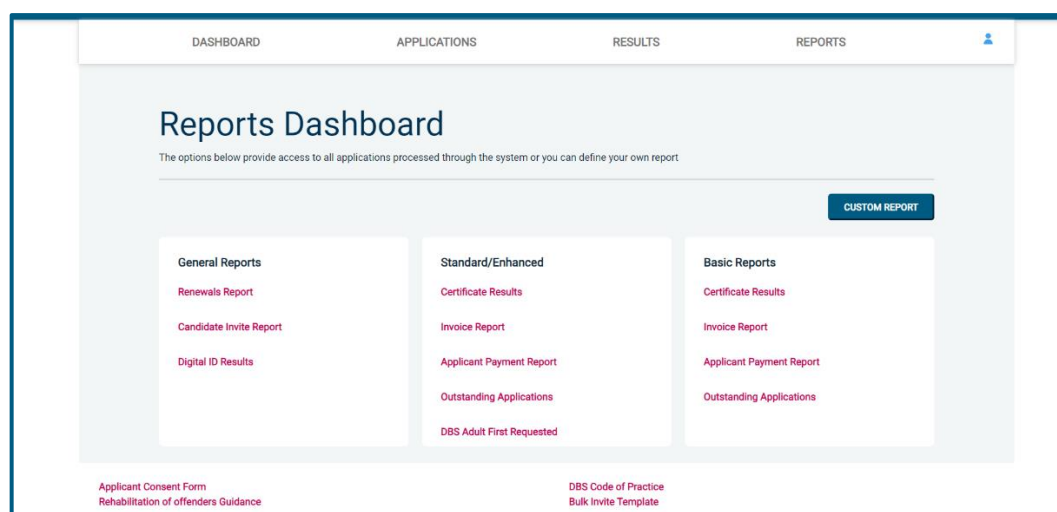 DASHBOARD
APPLICATIONS
RESULTS
REPORTS
Reports Dashboard
The options below provide access to all applications processed through the system or you can define your own report
CUSTOM REPORT
General Reports
Renewals Report
Candidate Invite Report
Digital ID Results
Standard/Enhanced
Certificate Results
Invoice Report
Applicant Payment Report
Outstanding Applications
DBS Adult First Requested
Basic Reports
Certificate Results
Invoice Report
Applicant Payment Report
Outstanding Applications
Applicant Consent Form
Rehabilitation of offenders Guidance
DBS Code of Practice
Bulk Invite Template